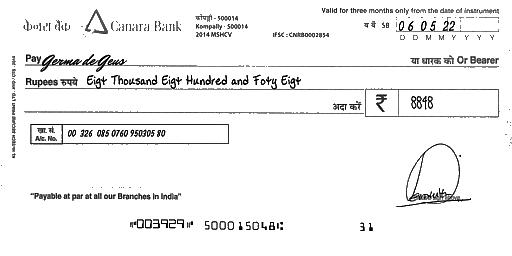 Valid for three months only from the date of instrument
केनरा बैंक Canara Bank
कोंपल्ली - 500014
Kompally - 500014
2014 MSHCV
IFSC : CNRB0002854
SB 06 05 22
D D M M Y Y Y Y
Pay Germa de Geus
या धारक को Or Bearer
Rupees रुपये Eigt Thousand Eigt Hundred and Foty Eigt
अदा करें ₹ 8848
खा. सं.
A/c. No. 00 326 085 0760 950305 80
"Payable at par at all our Branches in India"
⑈003929⑈ 500015048⑆ 31